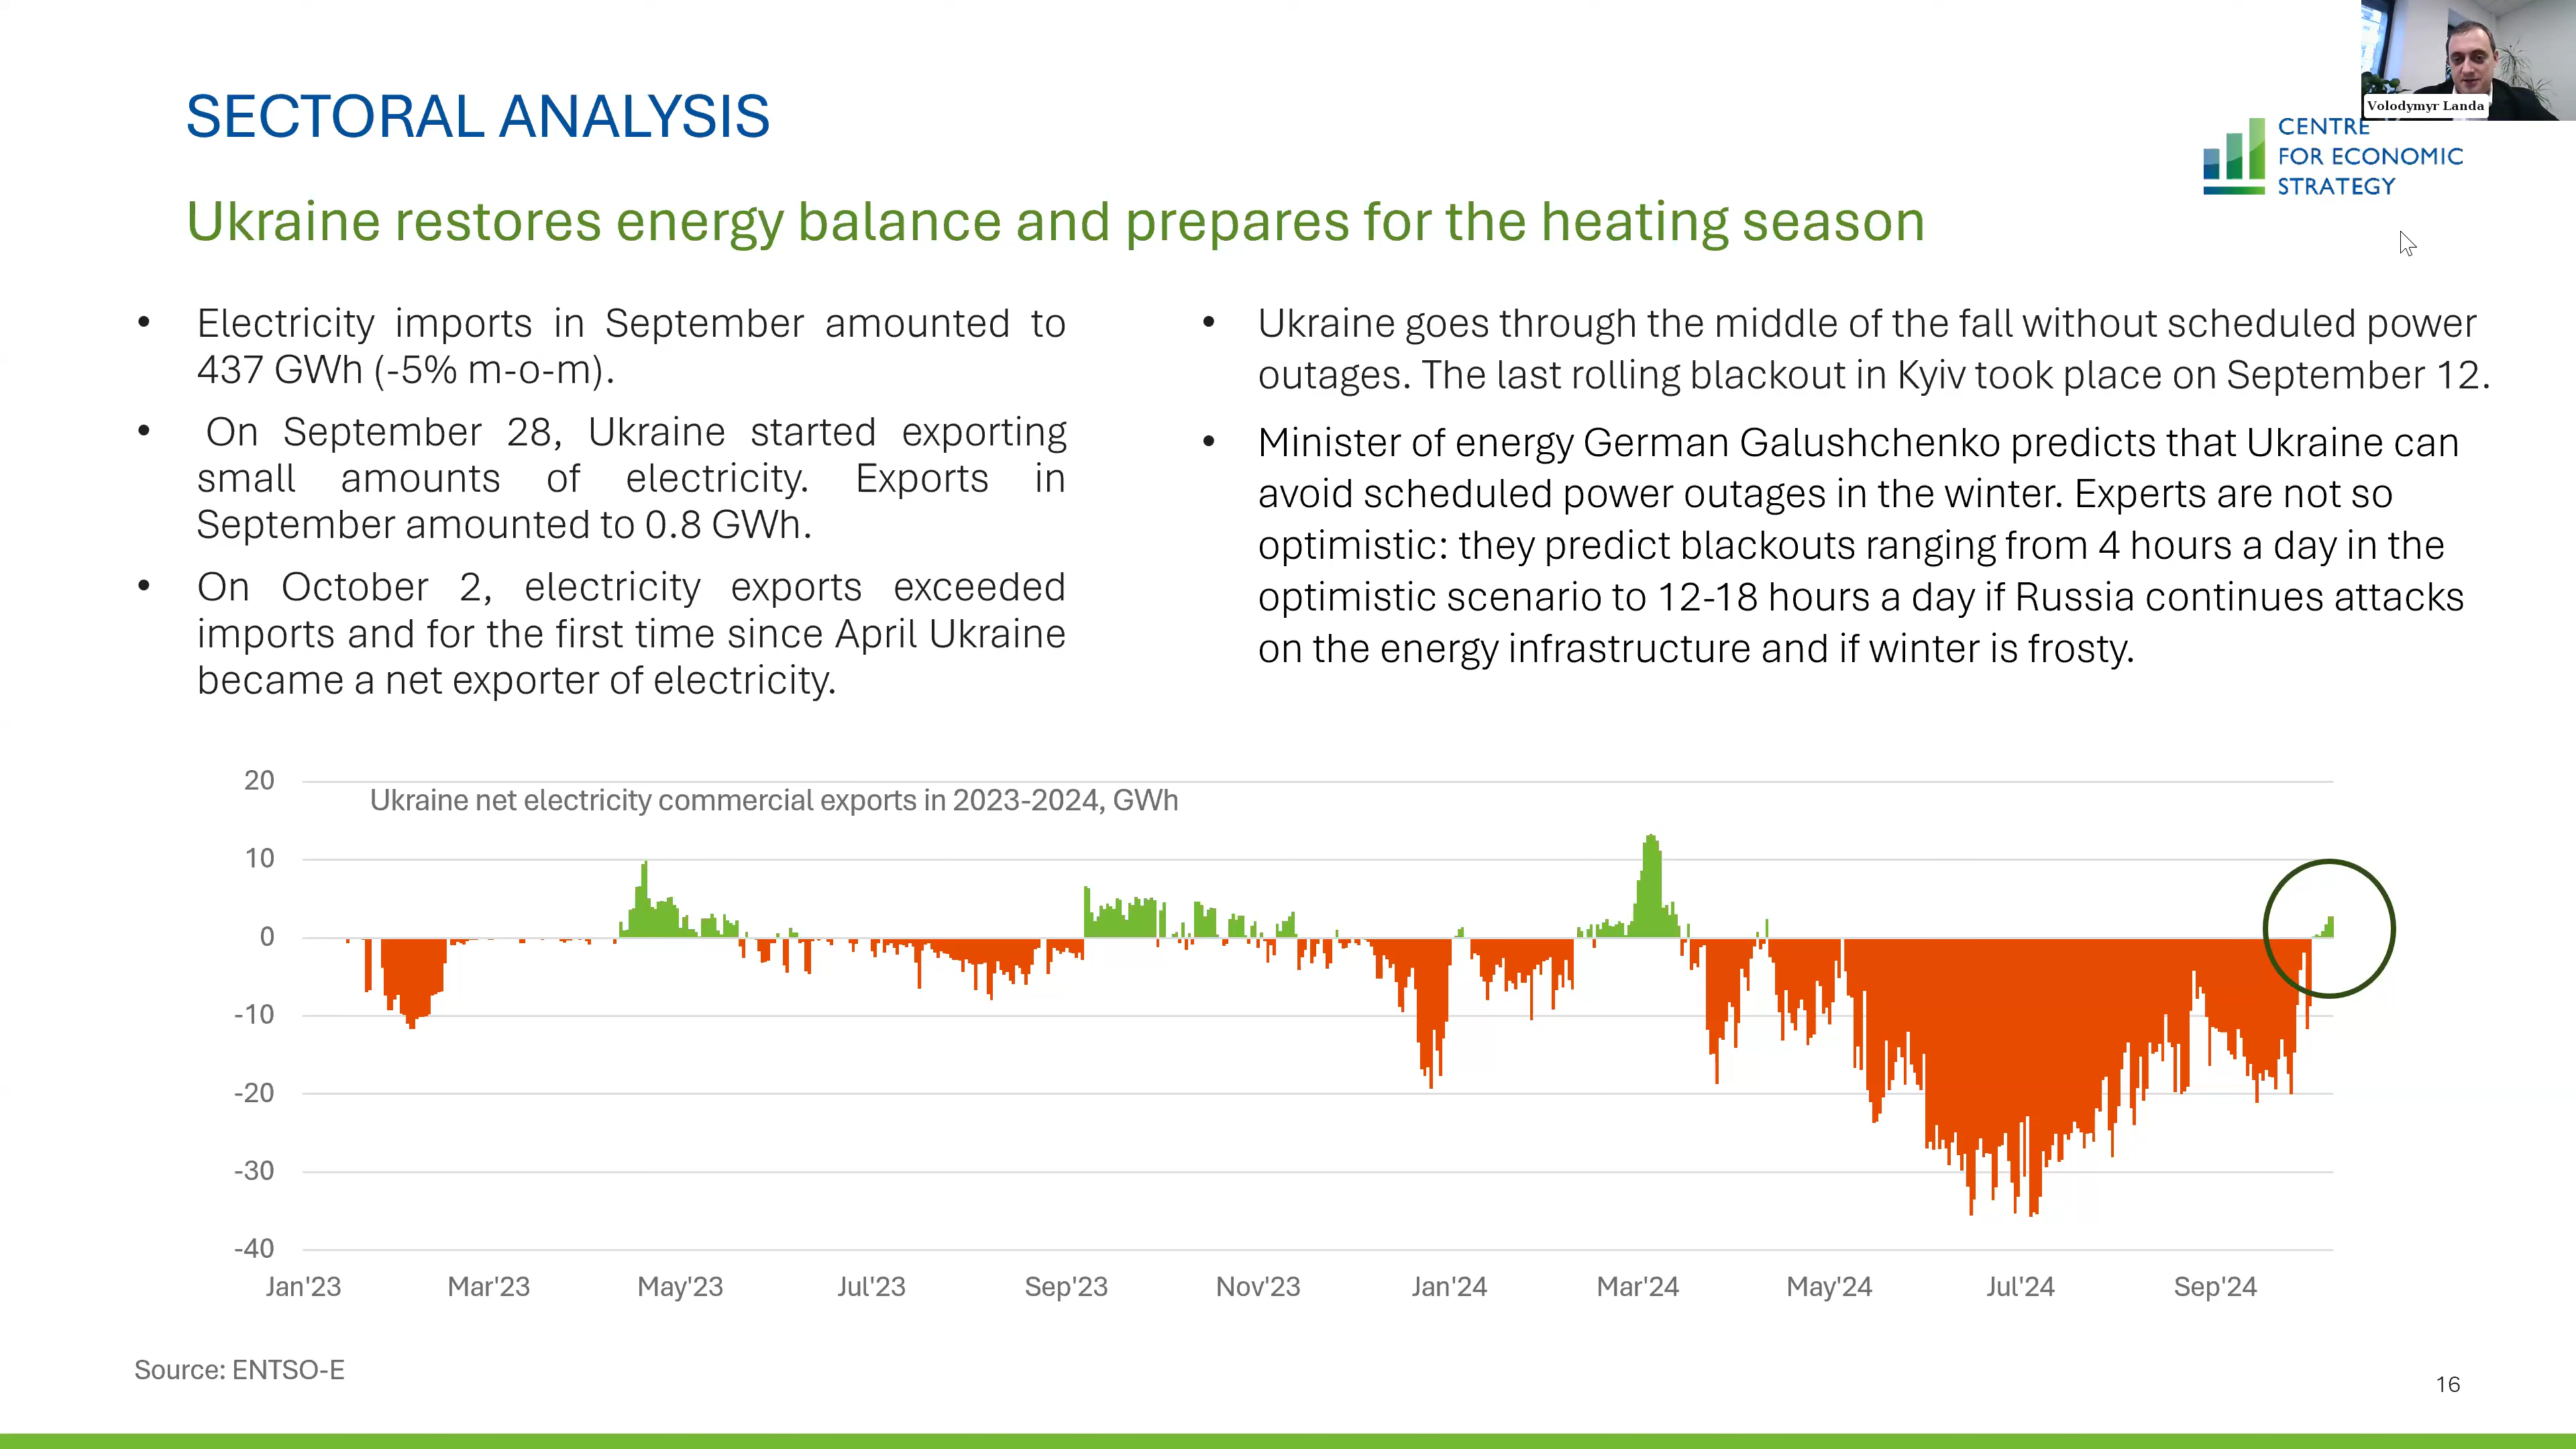 Volodymyr Landa
CENTRE
FOR ECONOMIC
STRATEGY
SECTORAL ANALYSIS
Ukraine restores energy balance and prepares for the heating season
• Electricity imports in September amounted to
437 GWh (-5% m-o-m).
• On September 28, Ukraine started exporting
small amounts of electricity. Exports in
September amounted to 0.8 GWh.
• On October 2, electricity exports exceeded
imports and for the first time since April Ukraine
became a net exporter of electricity.
• Ukraine goes through the middle of the fall without scheduled power
outages. The last rolling blackout in Kyiv took place on September 12.
• Minister of energy German Galushchenko predicts that Ukraine can
avoid scheduled power outages in the winter. Experts are not so
optimistic: they predict blackouts ranging from 4 hours a day in the
optimistic scenario to 12-18 hours a day if Russia continues attacks
on the energy infrastructure and if winter is frosty.
Ukraine net electricity commercial exports in 2023-2024, GWh
20
10
0
-10
-20
-30
-40
Jan'23 Mar'23 May'23 Jul'23 Sep'23 Nov'23 Jan'24 Mar'24 May'24 Jul'24 Sep'24
Source: ENTSO-E
16